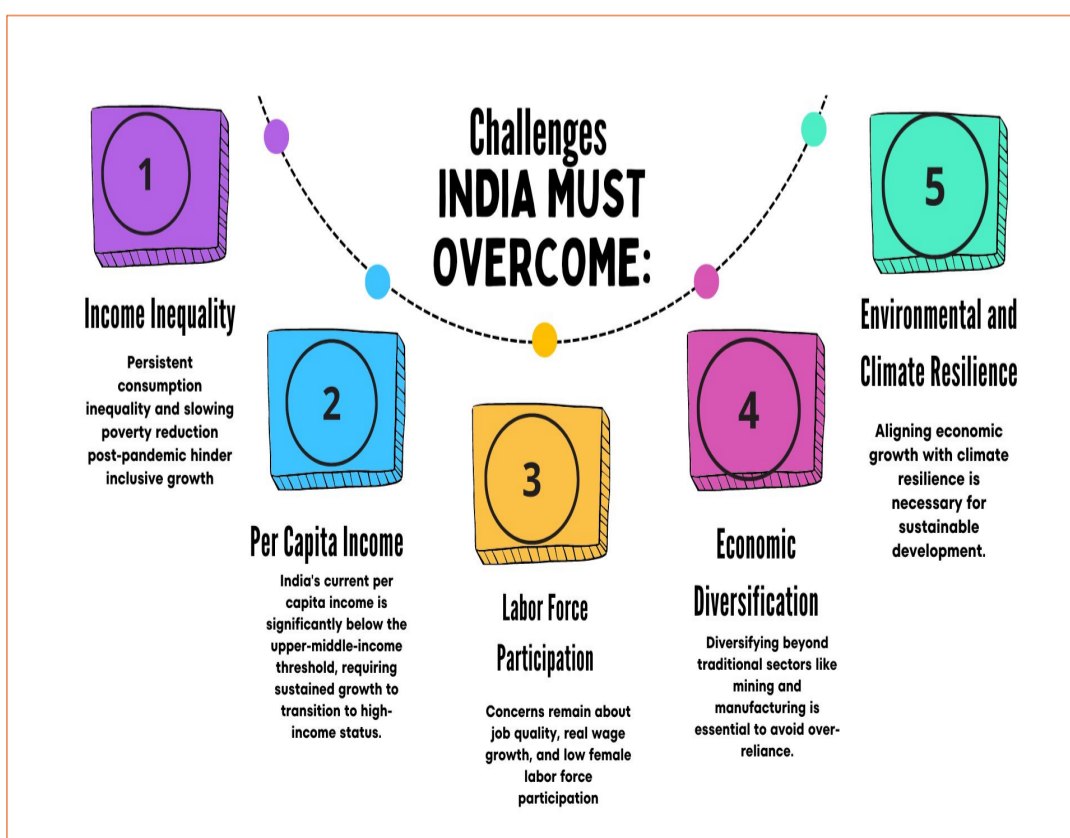 Challenges
INDIA MUST
OVERCOME:
1
Income Inequality
Persistent
consumption
inequality and slowing
poverty reduction
post-pandemic hinder
inclusive growth
2
Per Capita Income
India's current per
capita income is
significantly below the
upper-middle-income
threshold, requiring
sustained growth to
transition to high-
income status.
3
Labor Force
Participation
Concerns remain about
job quality, real wage
growth, and low female
labor force
participation
4
Economic
Diversification
Diversifying beyond
traditional sectors like
mining and
manufacturing is
essential to avoid over-
reliance.
5
Environmental and
Climate Resilience
Aligning economic
growth with climate
resilience is
necessary for
sustainable
development.